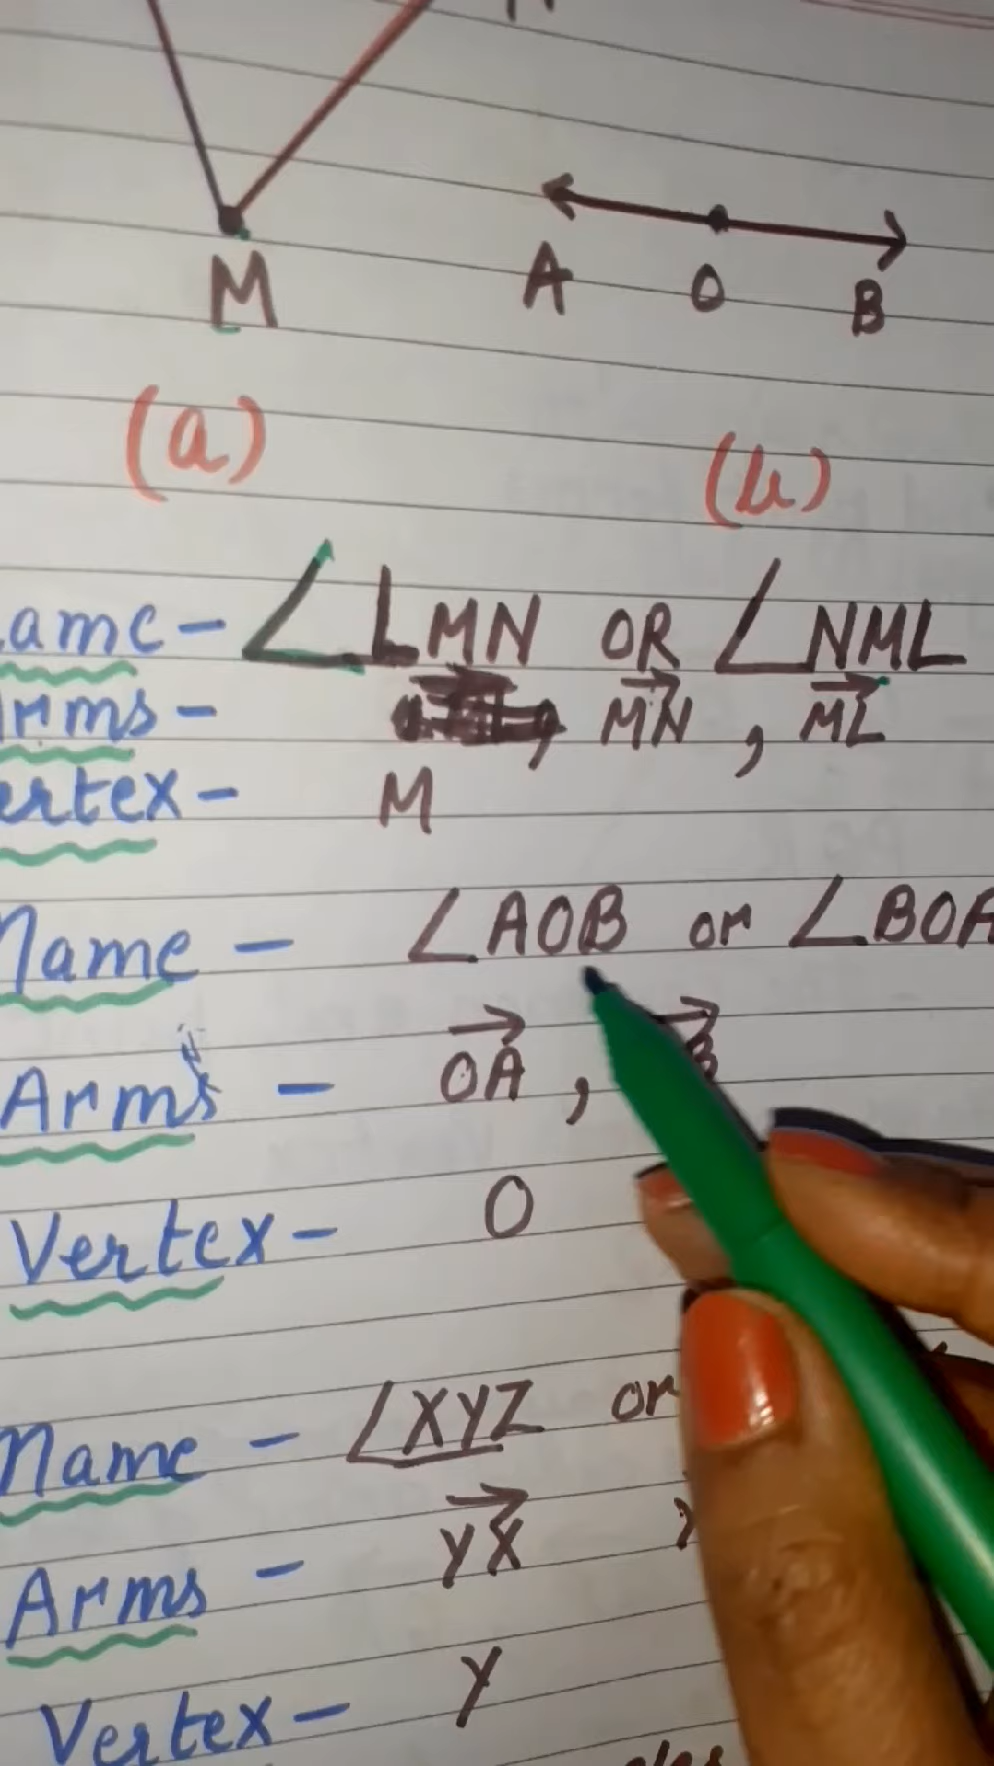 M
A O B
(a)
(b)
ame - ∠LMN OR ∠NML
rms - MN, ML
ertex - M
Name - ∠AOB or ∠BOA
Arms - OA,
Vertex - O
Name - ∠XYZ or
Arms - YX
Vertex - Y